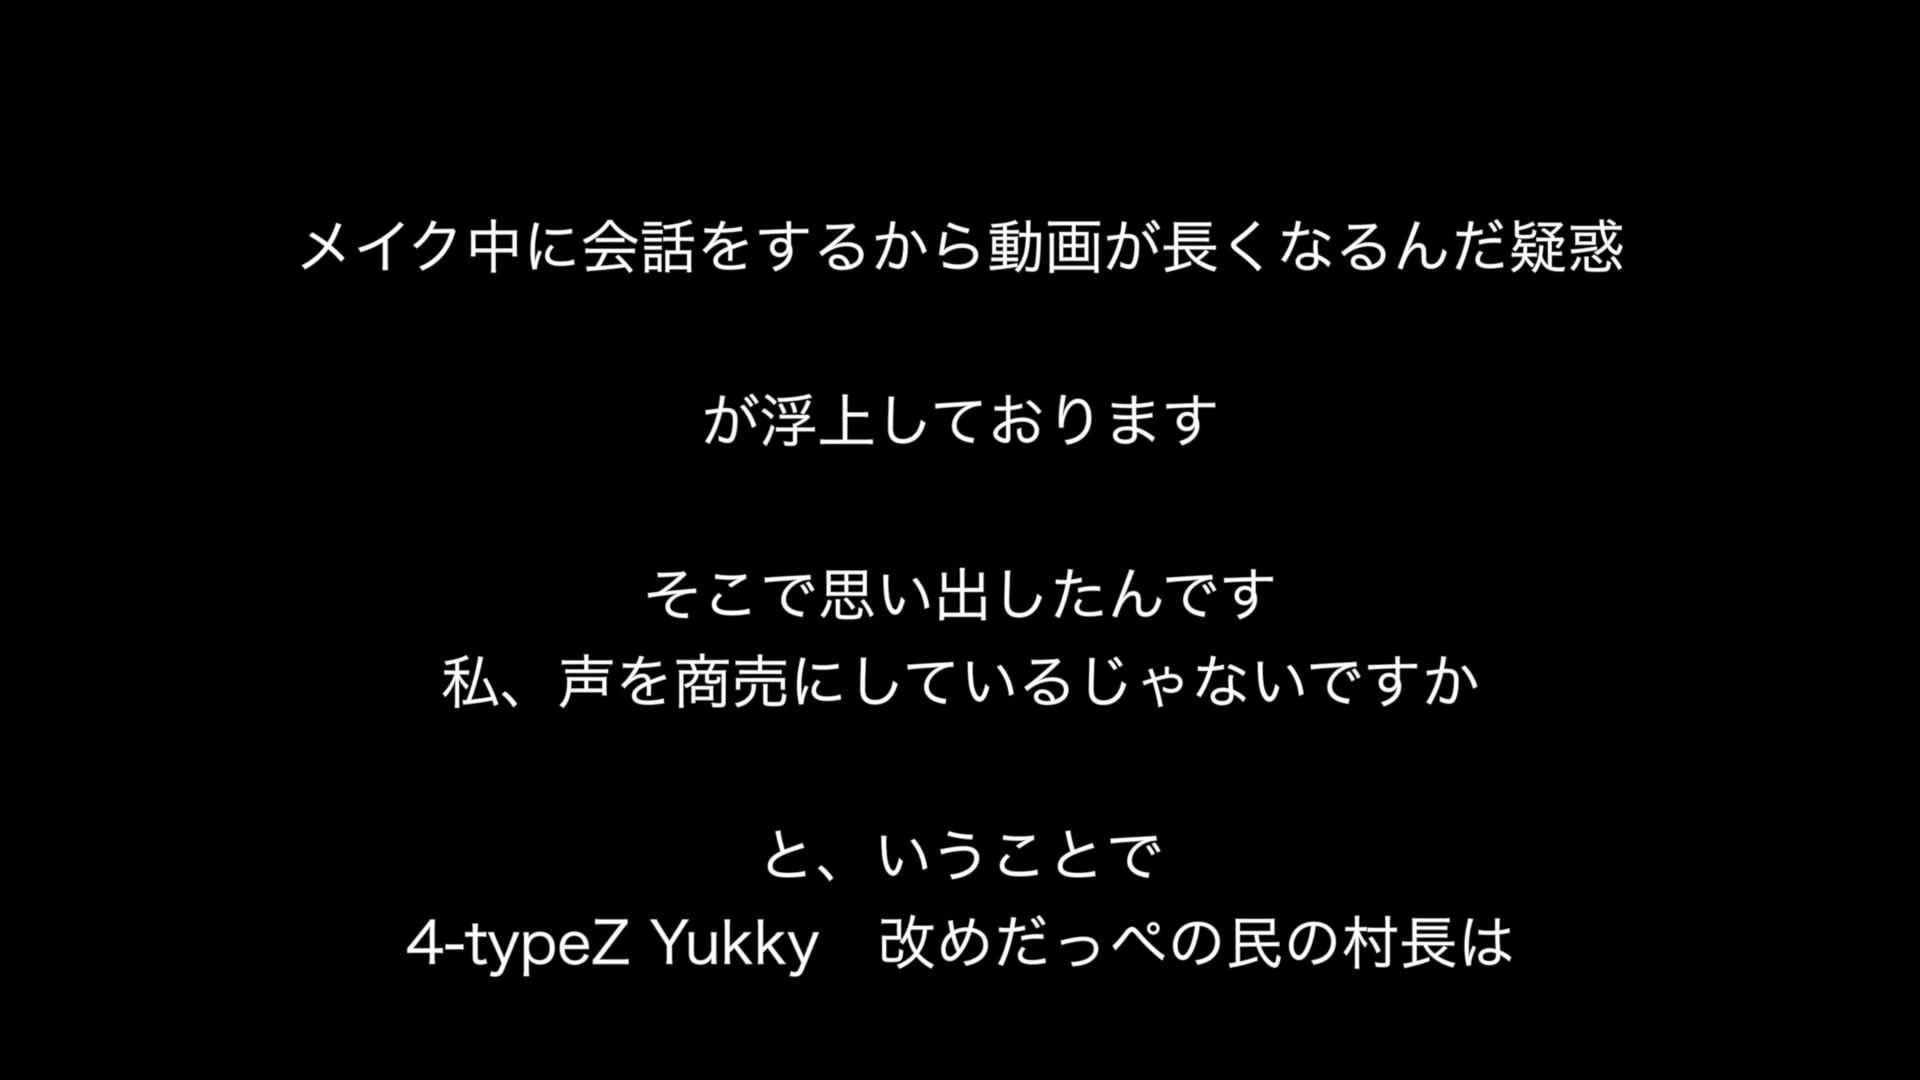 メイク中に会話をするから動画が長くなるんだ疑惑
が浮上しております
そこで思い出したんです
私、声を商売にしているじゃないですか
と、いうことで
4-typeZ Yukky　改めだっぺの民の村長は